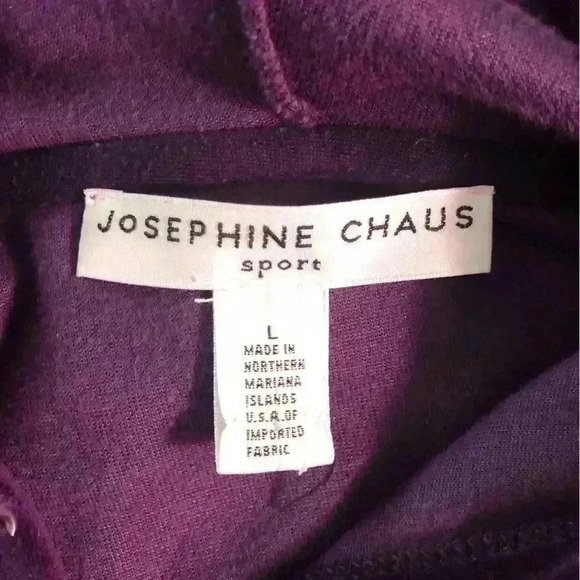 JOSEPHINE CHAUS
sport
L
MADE IN
NORTHERN
MARIANA
ISLANDS
U.S.A.OF
IMPORTED
FABRIC